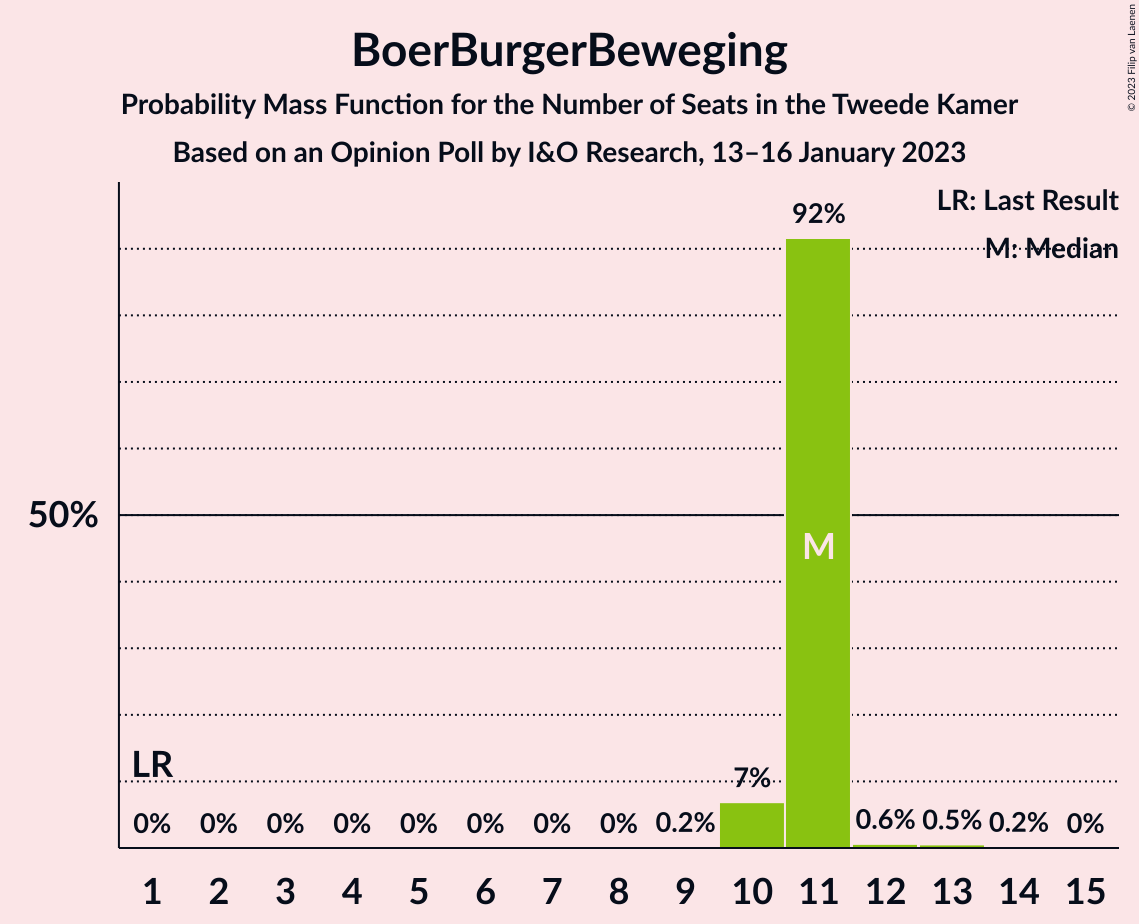 BoerBurgerBeweging
Probability Mass Function for the Number of Seats in the Tweede Kamer
Based on an Opinion Poll by I&O Research, 13–16 January 2023
© 2023 Filip van Laenen
LR: Last Result
M: Median
92%
50%
M
LR
7%
0% 0% 0% 0% 0% 0% 0% 0% 0.2% 0.6% 0.5% 0.2% 0%
1 2 3 4 5 6 7 8 9 10 11 12 13 14 15